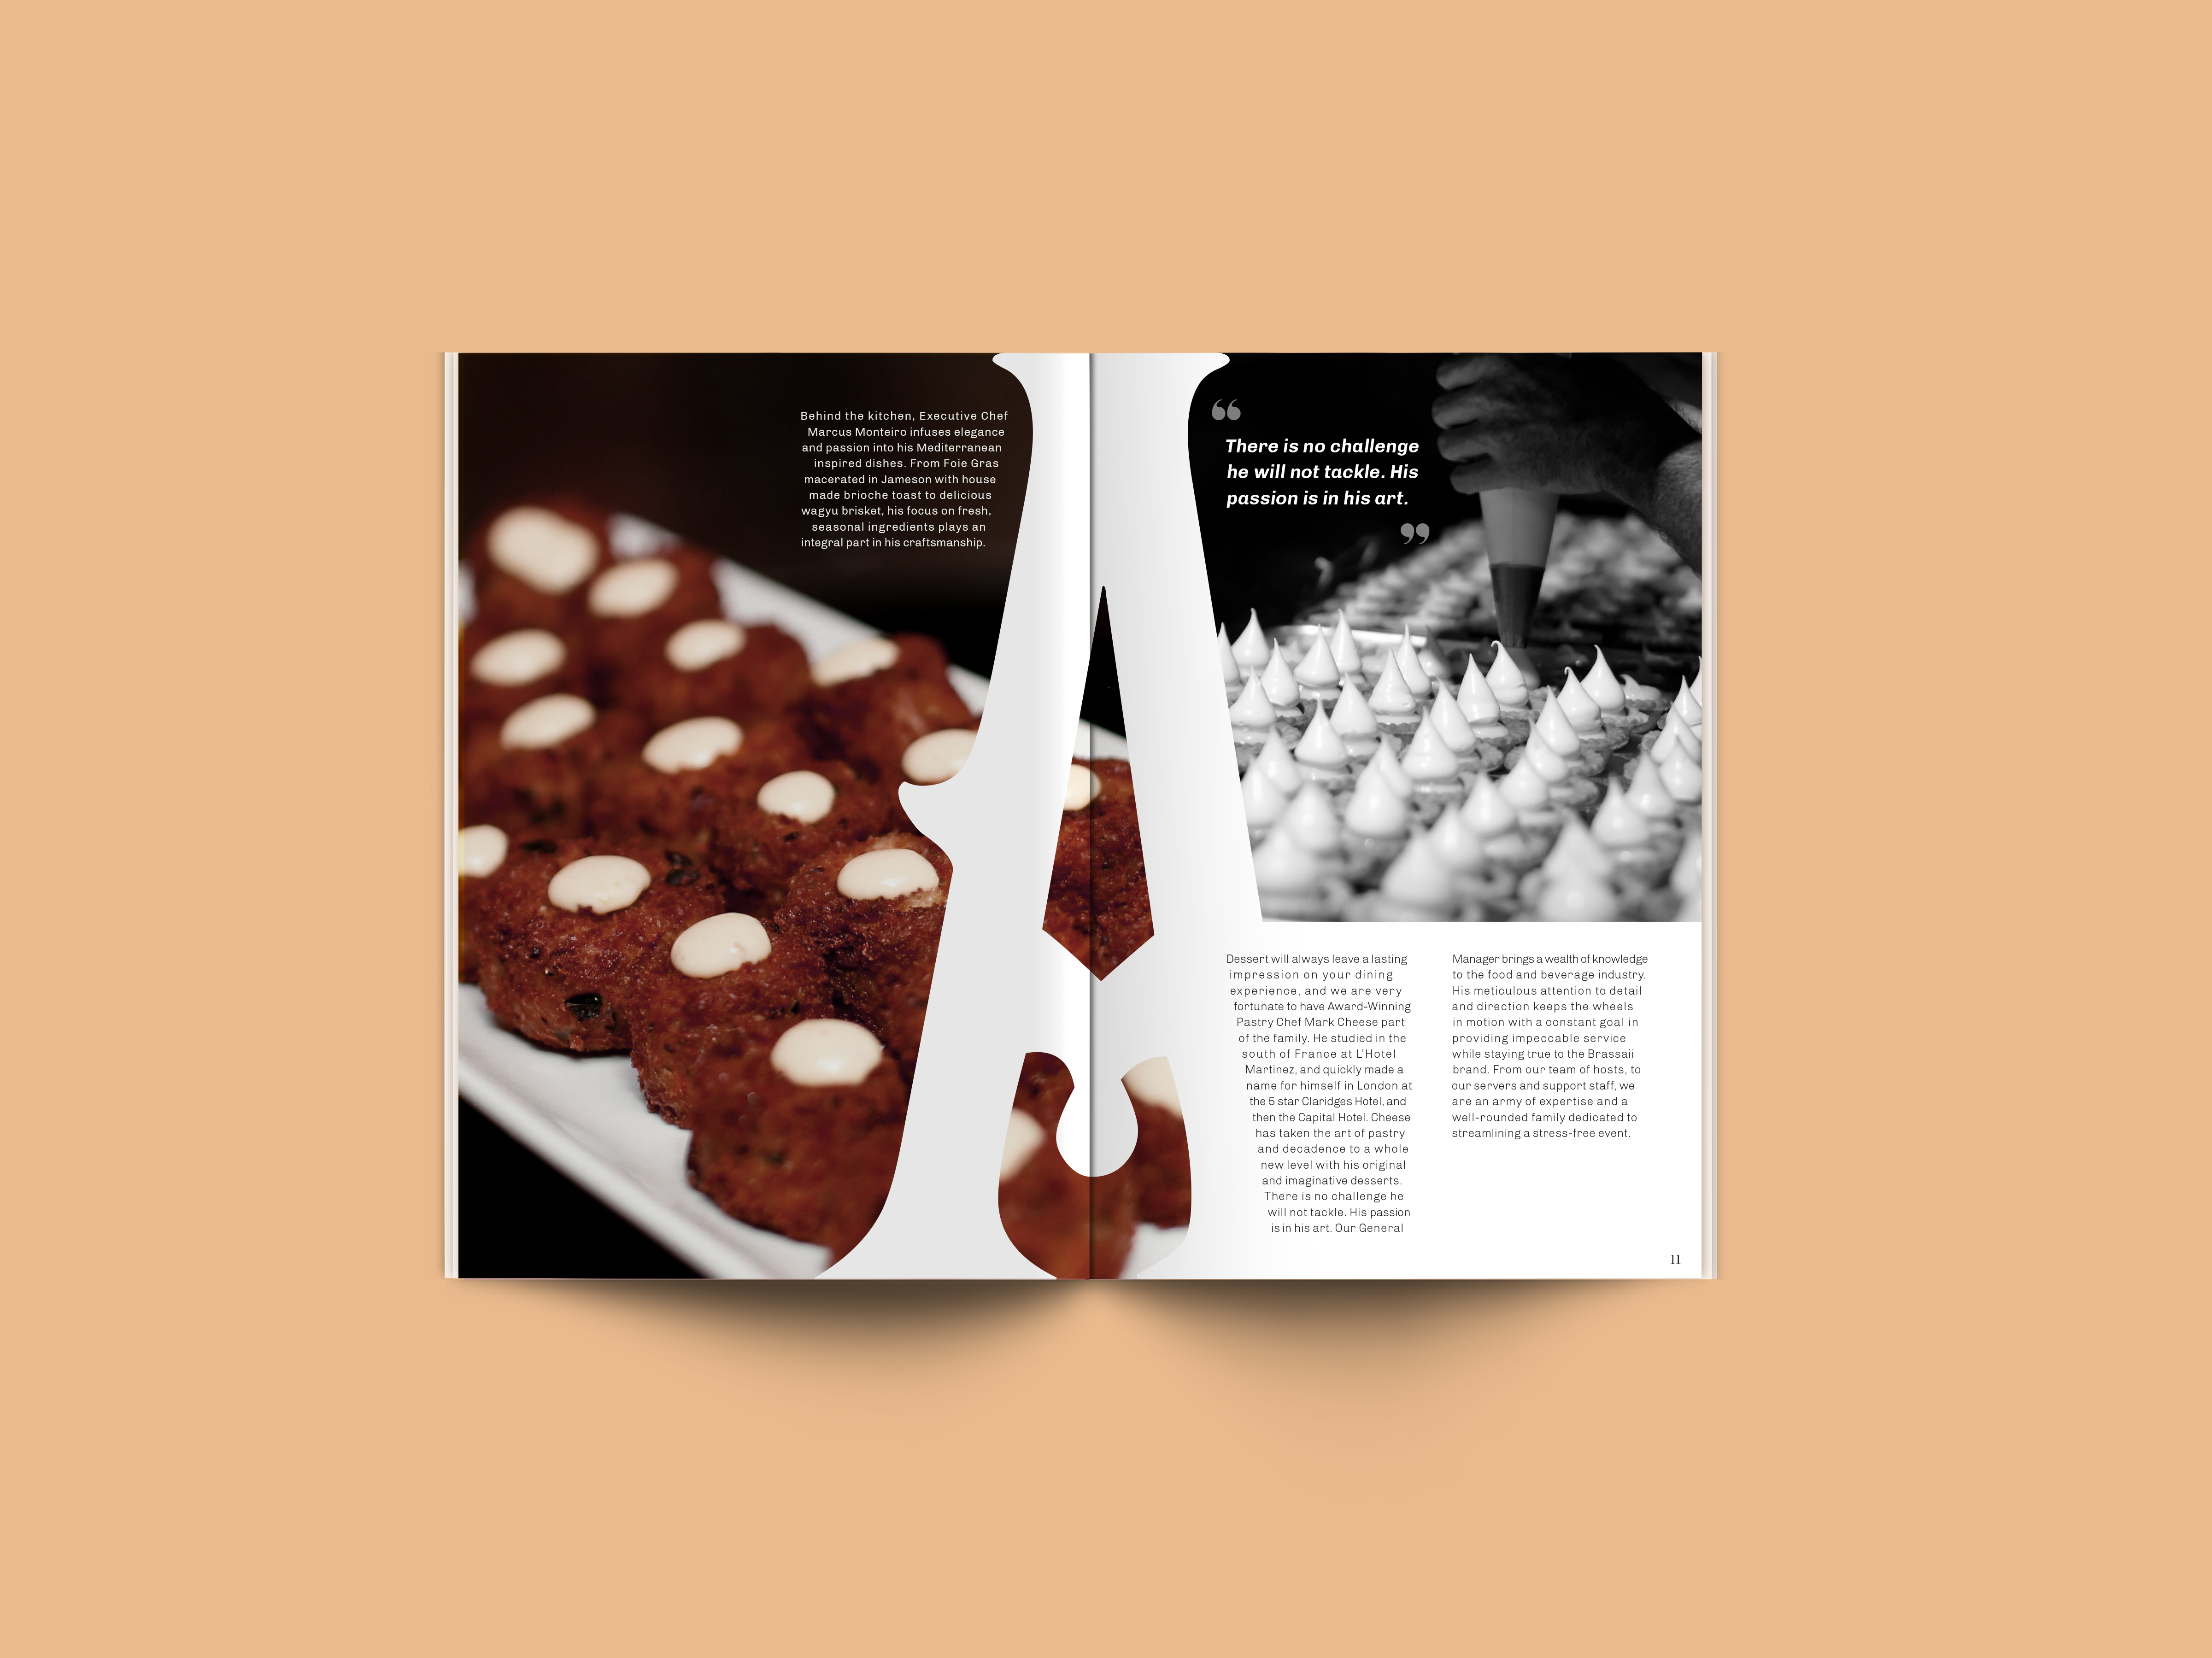 Behind the kitchen, Executive Chef
Marcus Monteiro infuses elegance
and passion into his Mediterranean
inspired dishes. From Foie Gras
macerated in Jameson with house
made brioche toast to delicious
wagyu brisket, his focus on fresh,
seasonal ingredients plays an
integral part in his craftsmanship.
“
There is no challenge
he will not tackle. His
passion is in his art.
”
Dessert will always leave a lasting
impression on your dining
experience, and we are very
fortunate to have Award-Winning
Pastry Chef Mark Cheese part
of the family. He studied in the
south of France at L'Hotel
Martinez, and quickly made a
name for himself in London at
the 5 star Claridges Hotel, and
then the Capital Hotel. Cheese
has taken the art of pastry
and decadence to a whole
new level with his original
and imaginative desserts.
There is no challenge he
will not tackle. His passion
is in his art. Our General
Manager brings a wealth of knowledge
to the food and beverage industry.
His meticulous attention to detail
and direction keeps the wheels
in motion with a constant goal in
providing impeccable service
while staying true to the Brassaii
brand. From our team of hosts, to
our servers and support staff, we
are an army of expertise and a
well-rounded family dedicated to
streamlining a stress-free event.
11